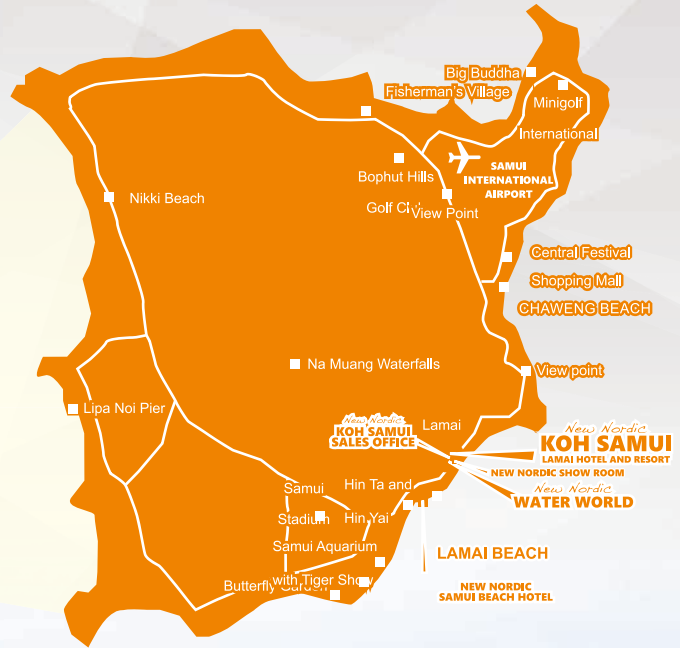 Big Buddha
Fisherman's Village
Minigolf
International
SAMUI
INTERNATIONAL
AIRPORT
Bophut Hills
Golf
View Point
Nikki Beach
Central Festival
Shopping Mall
CHAWENG BEACH
Na Muang Waterfalls
View point
Lipa Noi Pier
Lamai
New Nordic
KOH SAMUI
SALES OFFICE
New Nordic
KOH SAMUI
LAMAI HOTEL AND RESORT
NEW NORDIC SHOW ROOM
New Nordic
WATER WORLD
Samui
Stadium
Hin Ta and
Hin Yai
Samui Aquarium
with Tiger Show
Butterfly Garden
LAMAI BEACH
NEW NORDIC
SAMUI BEACH HOTEL